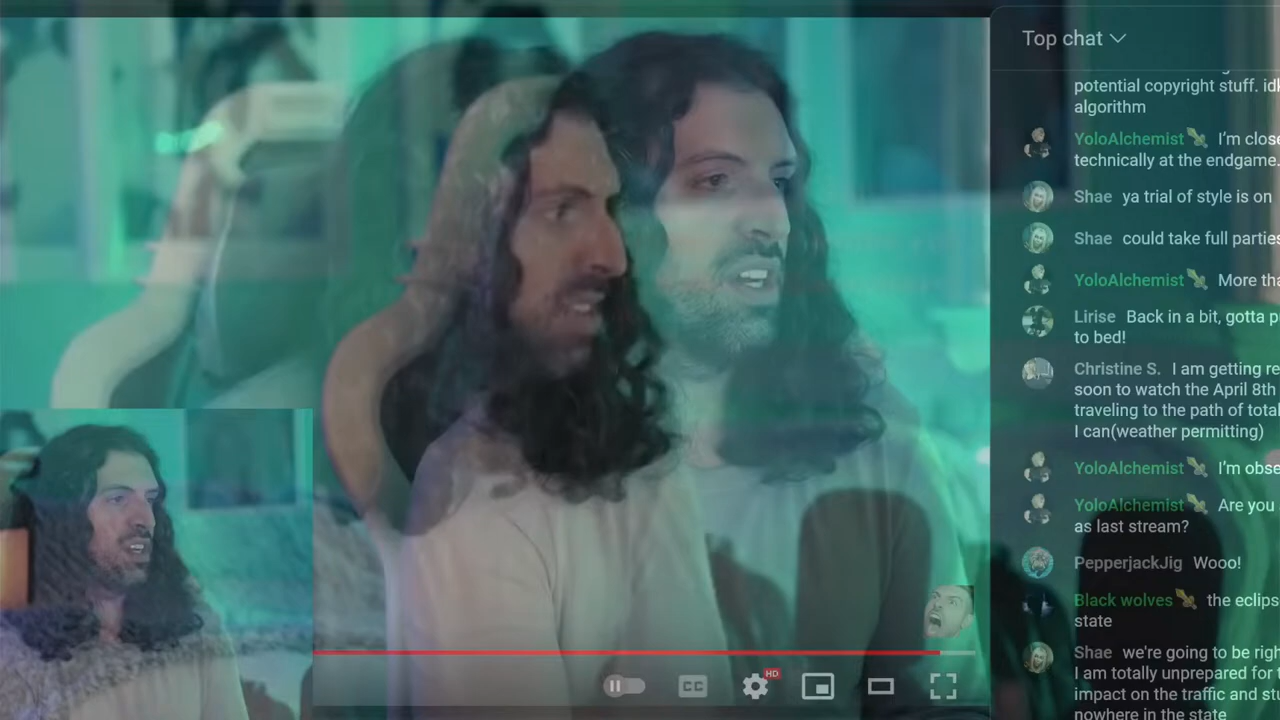 Top chat
potential copyright stuff. idk
algorithm
YoloAlchemist I'm close
technically at the endgame.
Shae ya trial of style is on
Shae could take full parties
YoloAlchemist More tha
Lirise Back in a bit, gotta p
to bed!
Christine S. I am getting re
soon to watch the April 8th
traveling to the path of total
I can(weather permitting)
YoloAlchemist I'm obse
YoloAlchemist Are you
as last stream?
PepperjackJig Wooo!
Black wolves the eclips
state
Shae we're going to be righ
I am totally unprepared for t
impact on the traffic and stu
nowhere in the state
HD
CC